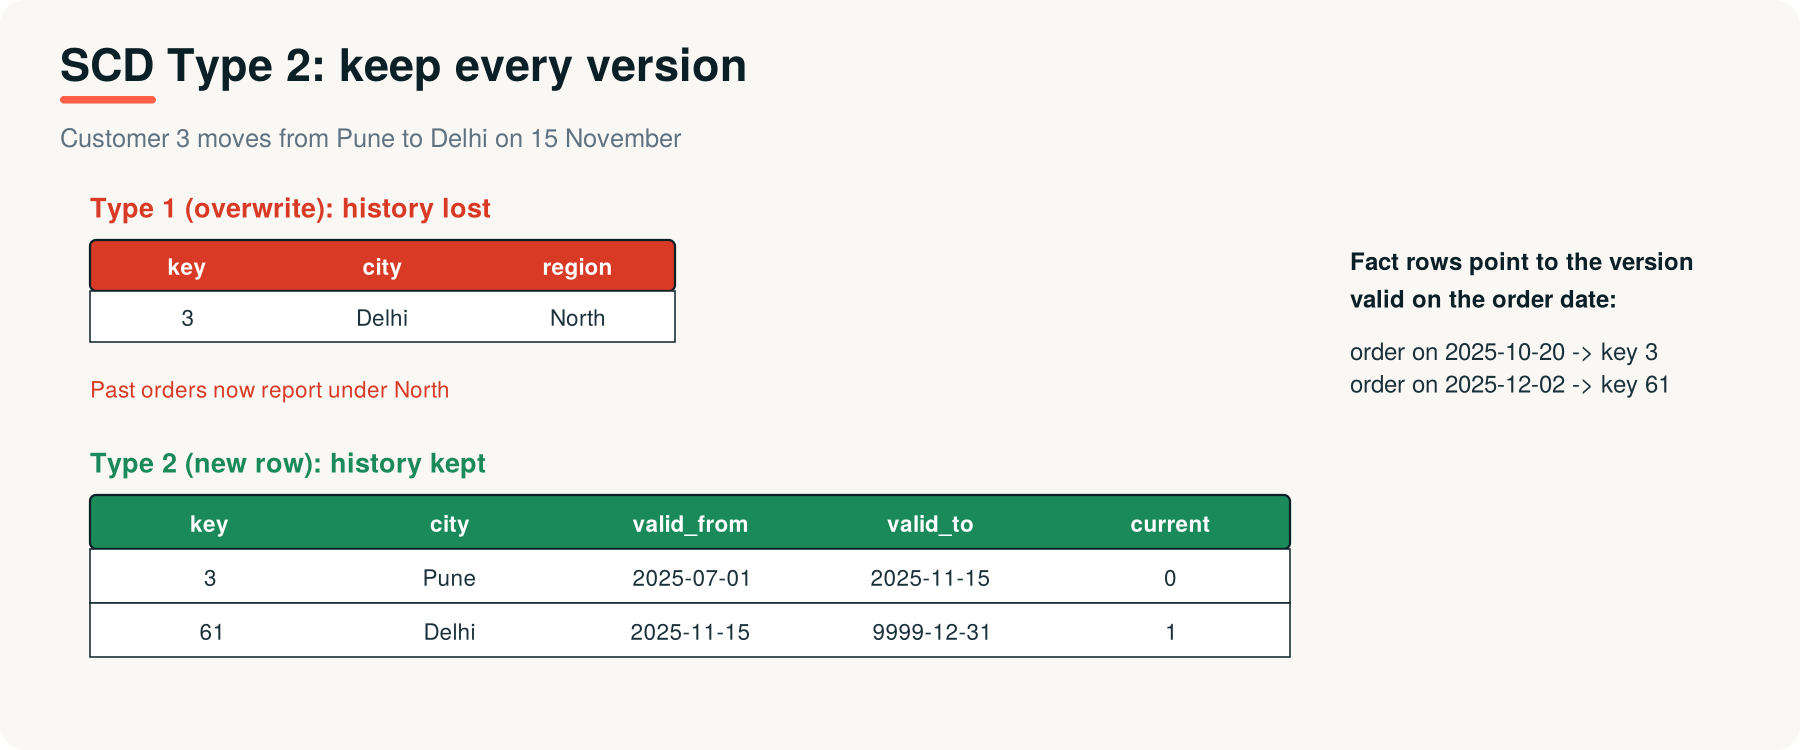 SCD Type 2: keep every version
Customer 3 moves from Pune to Delhi on 15 November
Type 1 (overwrite): history lost
key city region
3 Delhi North
Past orders now report under North
Fact rows point to the version
valid on the order date:
order on 2025-10-20 -> key 3
order on 2025-12-02 -> key 61
Type 2 (new row): history kept
key city valid_from valid_to current
3 Pune 2025-07-01 2025-11-15 0
61 Delhi 2025-11-15 9999-12-31 1